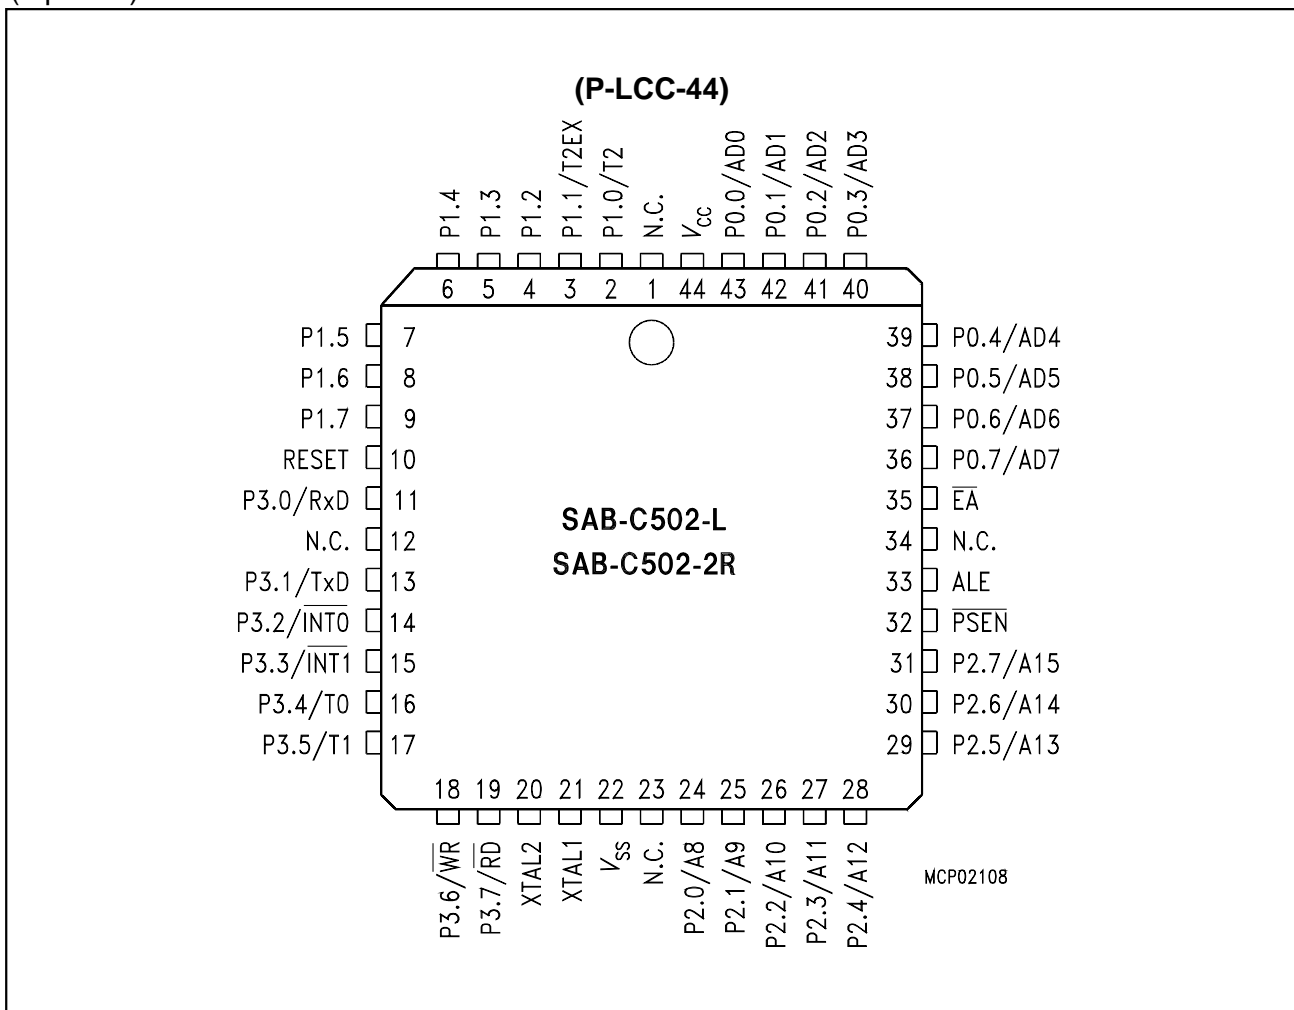 (P-LCC-44)
P1.4
P1.3
P1.2
P1.1/T2EX
P1.0/T2
N.C.
VCC
P0.0/AD0
P0.1/AD1
P0.2/AD2
P0.3/AD3
6 5 4 3 2 1 44 43 42 41 40
P1.5 7 39 P0.4/AD4
P1.6 8 38 P0.5/AD5
P1.7 9 37 P0.6/AD6
RESET 10 36 P0.7/AD7
P3.0/RxD 11 35 E̅A̅
N.C. 12 34 N.C.
SAB-C502-L
SAB-C502-2R
P3.1/TxD 13 33 ALE
P3.2/I̅N̅T̅0̅ 14 32 P̅S̅E̅N̅
P3.3/I̅N̅T̅1̅ 15 31 P2.7/A15
P3.4/T0 16 30 P2.6/A14
P3.5/T1 17 29 P2.5/A13
18 19 20 21 22 23 24 25 26 27 28
P3.6/W̅R̅
P3.7/R̅D̅
XTAL2
XTAL1
VSS
N.C.
P2.0/A8
P2.1/A9
P2.2/A10
P2.3/A11
P2.4/A12
MCP02108